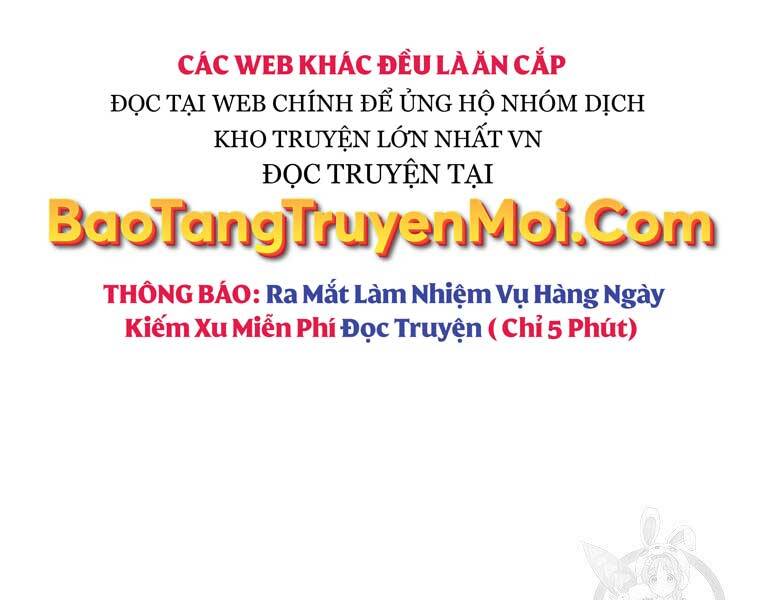 CÁC WEB KHÁC ĐỀU LÀ ĂN CẮP
ĐỌC TẠI WEB CHÍNH ĐỂ ỦNG HỘ NHÓM DỊCH
KHO TRUYỆN LỚN NHẤT VN
ĐỌC TRUYỆN TẠI
BaoTangTruyenMoi.Com
THÔNG BÁO: Ra Mắt Làm Nhiệm Vụ Hàng Ngày
Kiếm Xu Miễn Phí Đọc Truyện ( Chỉ 5 Phút)